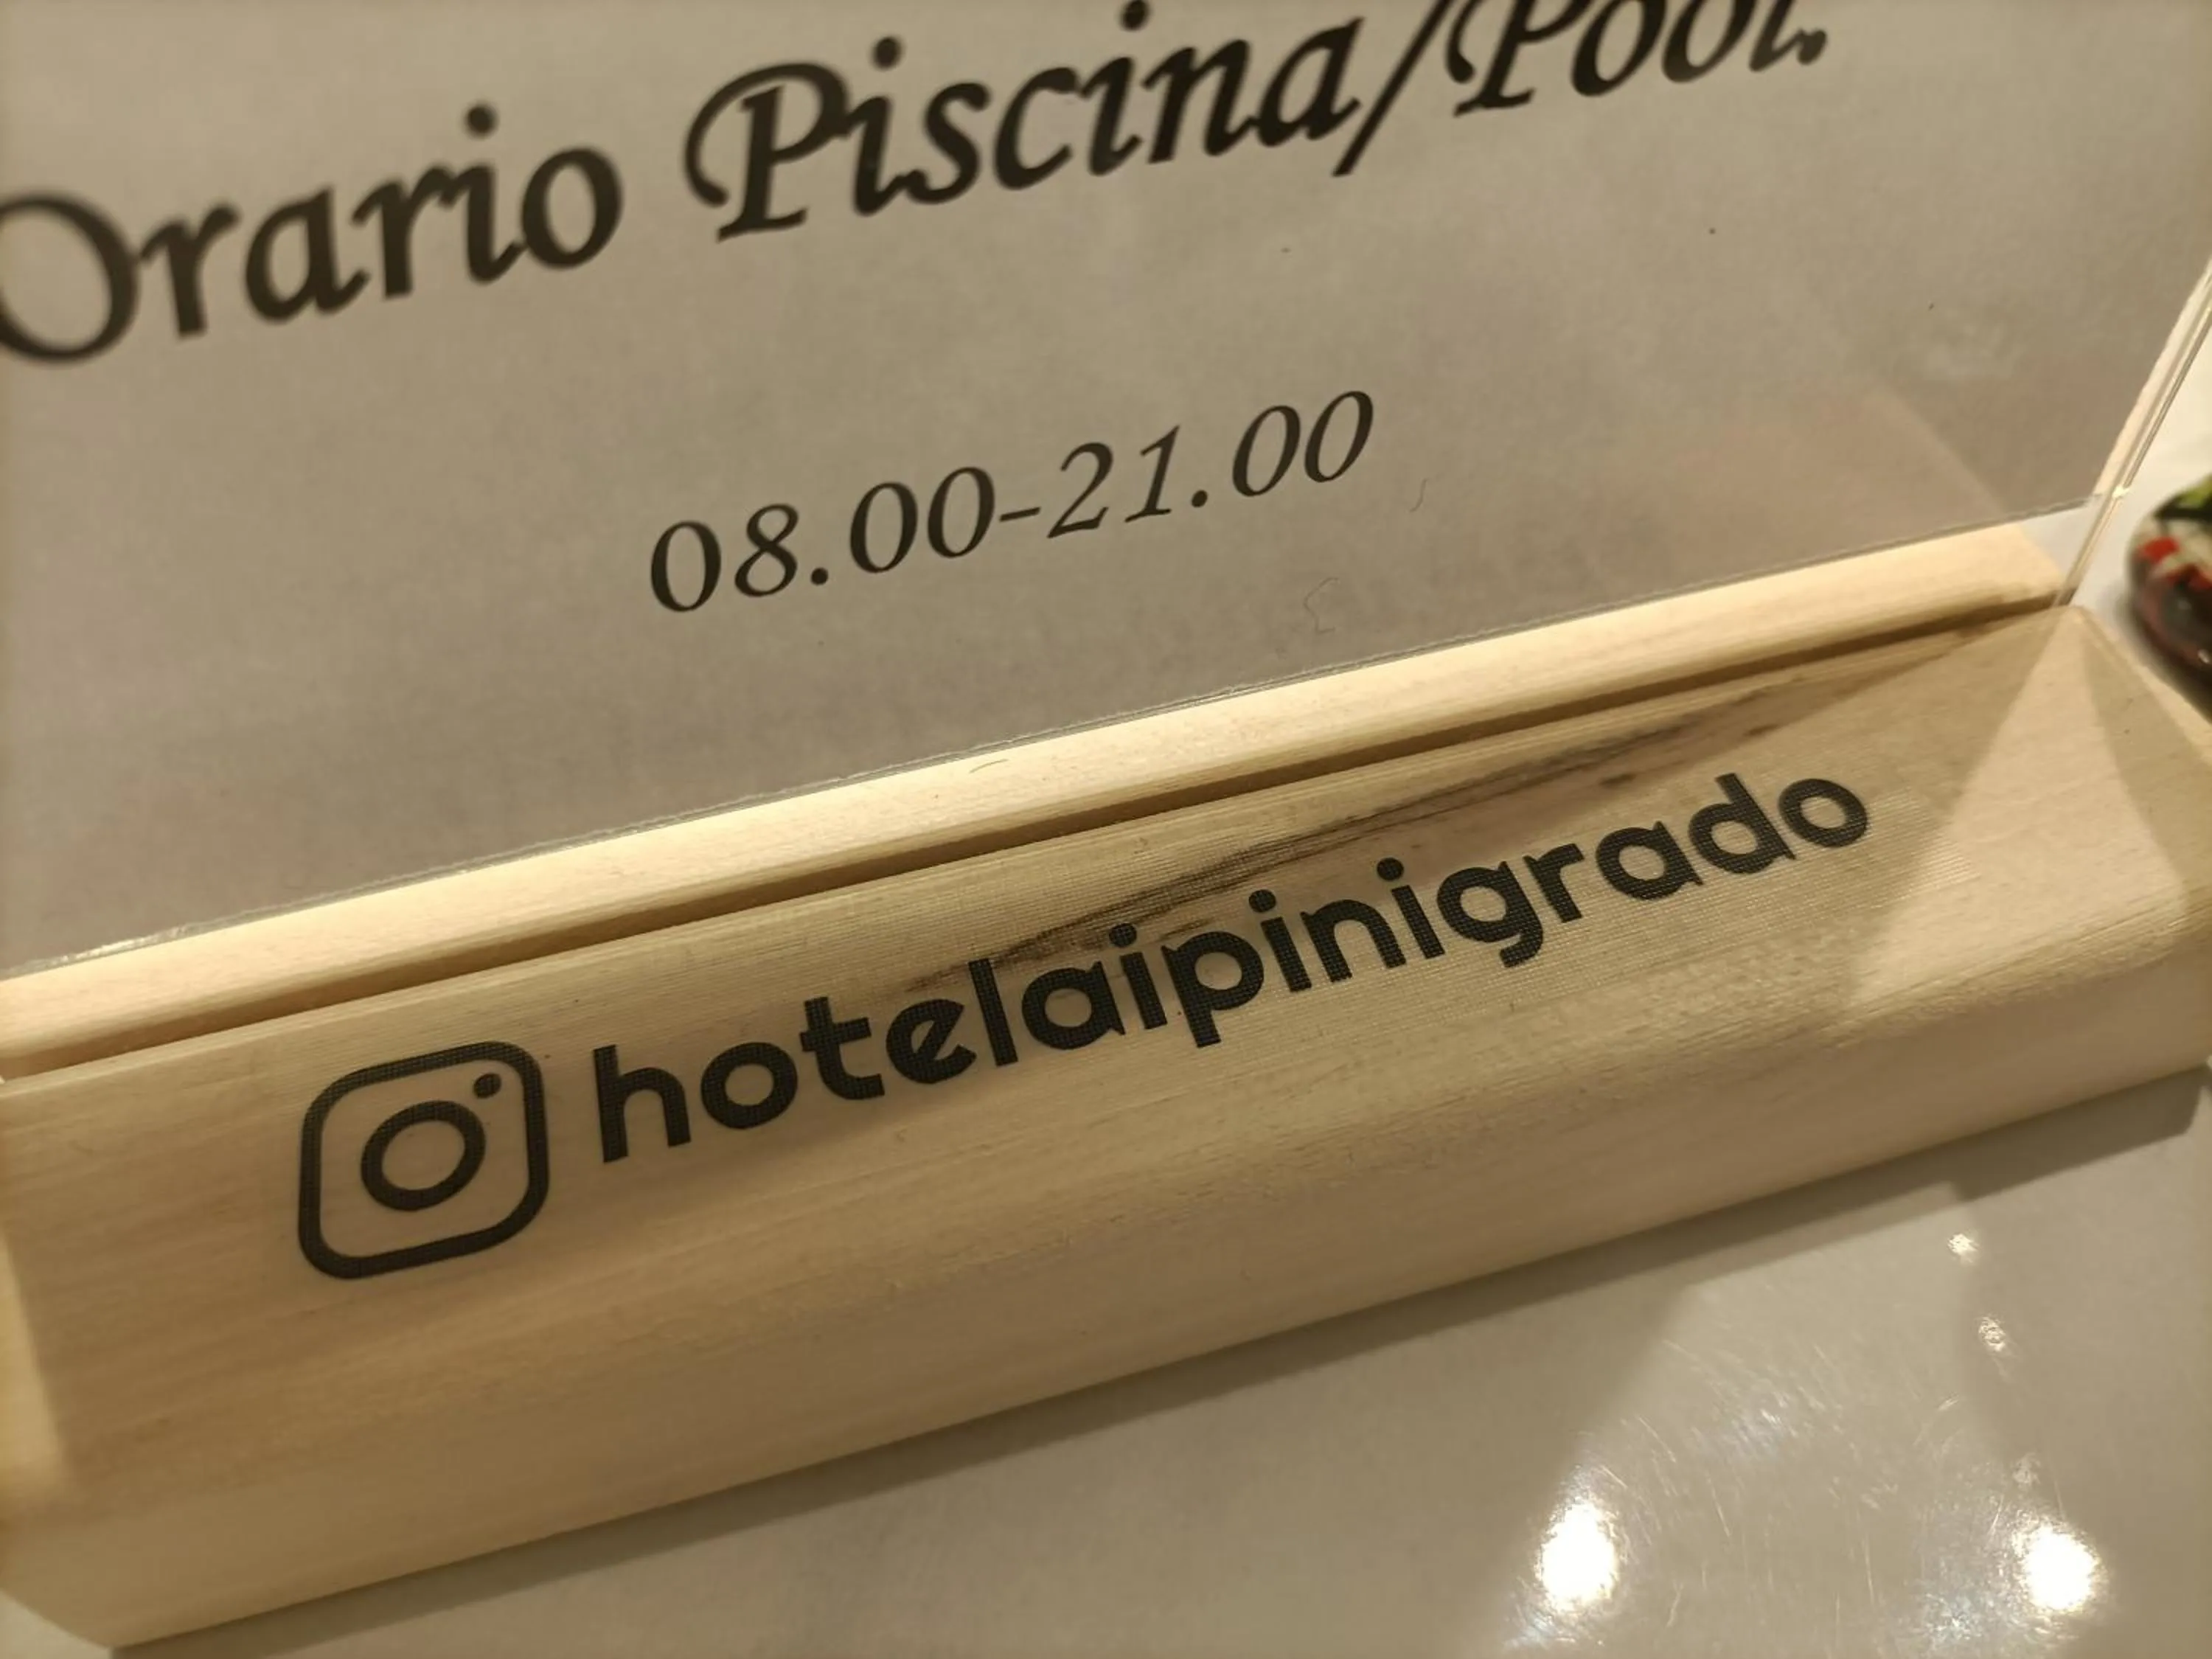 Orario Piscina/Pool.
08.00-21.00
hotelaipinigrado